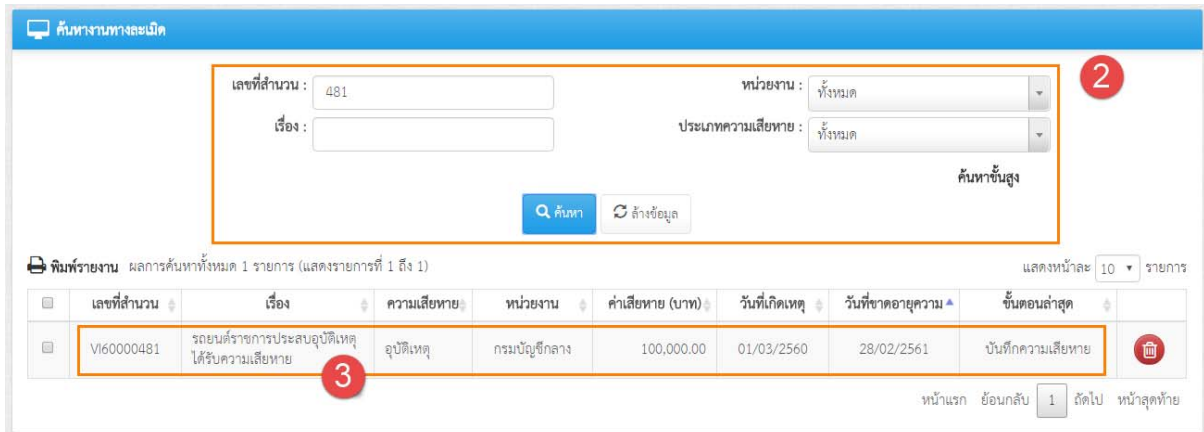 ค้นหางานทางละเมิด
เลขที่สำนวน : 481 หน่วยงาน : ทั้งหมด 2
เรื่อง : ประเภทความเสียหาย : ทั้งหมด
ค้นหาขั้นสูง
ค้นหา ล้างข้อมูล
พิมพ์รายงาน ผลการค้นหาทั้งหมด 1 รายการ (แสดงรายการที่ 1 ถึง 1) แสดงหน้าละ 10 รายการ
เลขที่สำนวน เรื่อง ความเสียหาย หน่วยงาน ค่าเสียหาย (บาท) วันที่เกิดเหตุ วันที่ขาดอายุความ ขั้นตอนล่าสุด
VI60000481 รถยนต์ราชการประสบอุบัติเหตุ อุบัติเหตุ กรมบัญชีกลาง 100,000.00 01/03/2560 28/02/2561 บันทึกความเสียหาย
ได้รับความเสียหาย
3
หน้าแรก ย้อนกลับ 1 ถัดไป หน้าสุดท้าย